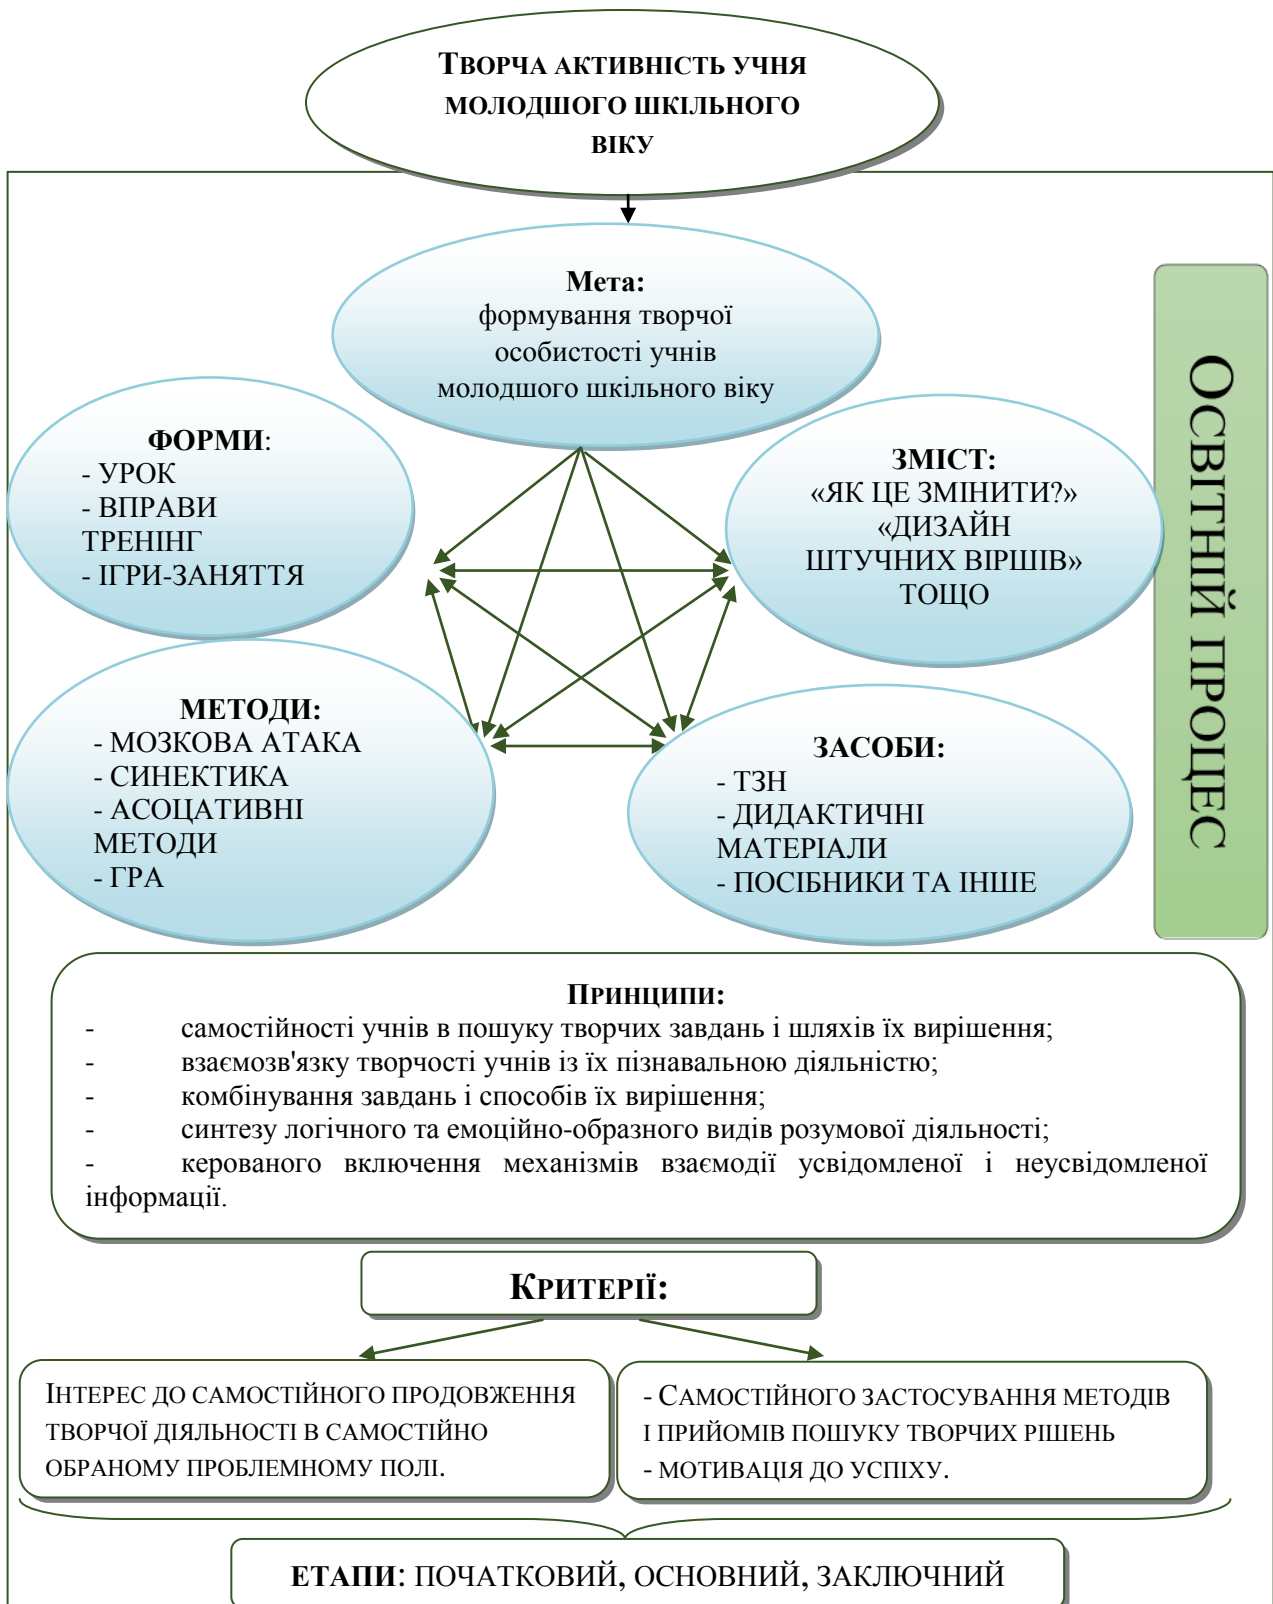 ТВОРЧА АКТИВНІСТЬ УЧНЯ
МОЛОДШОГО ШКІЛЬНОГО
ВІКУ
Мета:
формування творчої
особистості учнів
молодшого шкільного віку
ФОРМИ:
- УРОК
- ВПРАВИ
ТРЕНІНГ
- ІГРИ-ЗАНЯТТЯ
ЗМІСТ:
«ЯК ЦЕ ЗМІНИТИ?»
«ДИЗАЙН
ШТУЧНИХ ВІРШІВ»
ТОЩО
ОСВІТНІЙ ПРОЦЕС
МЕТОДИ:
- МОЗКОВА АТАКА
- СИНЕКТИКА
- АСОЦАТИВНІ
МЕТОДИ
- ГРА
ЗАСОБИ:
- ТЗН
- ДИДАКТИЧНІ
МАТЕРІАЛИ
- ПОСІБНИКИ ТА ІНШЕ
ПРИНЦИПИ:
- самостійності учнів в пошуку творчих завдань і шляхів їх вирішення;
- взаємозв'язку творчості учнів із їх пізнавальною діяльністю;
- комбінування завдань і способів їх вирішення;
- синтезу логічного та емоційно-образного видів розумової діяльності;
- керованого включення механізмів взаємодії усвідомленої і неусвідомленої
інформації.
КРИТЕРІЇ:
ІНТЕРЕС ДО САМОСТІЙНОГО ПРОДОВЖЕННЯ
ТВОРЧОЇ ДІЯЛЬНОСТІ В САМОСТІЙНО
ОБРАНОМУ ПРОБЛЕМНОМУ ПОЛІ.
- САМОСТІЙНОГО ЗАСТОСУВАННЯ МЕТОДІВ
І ПРИЙОМІВ ПОШУКУ ТВОРЧИХ РІШЕНЬ
- МОТИВАЦІЯ ДО УСПІХУ.
ЕТАПИ: ПОЧАТКОВИЙ, ОСНОВНИЙ, ЗАКЛЮЧНИЙ